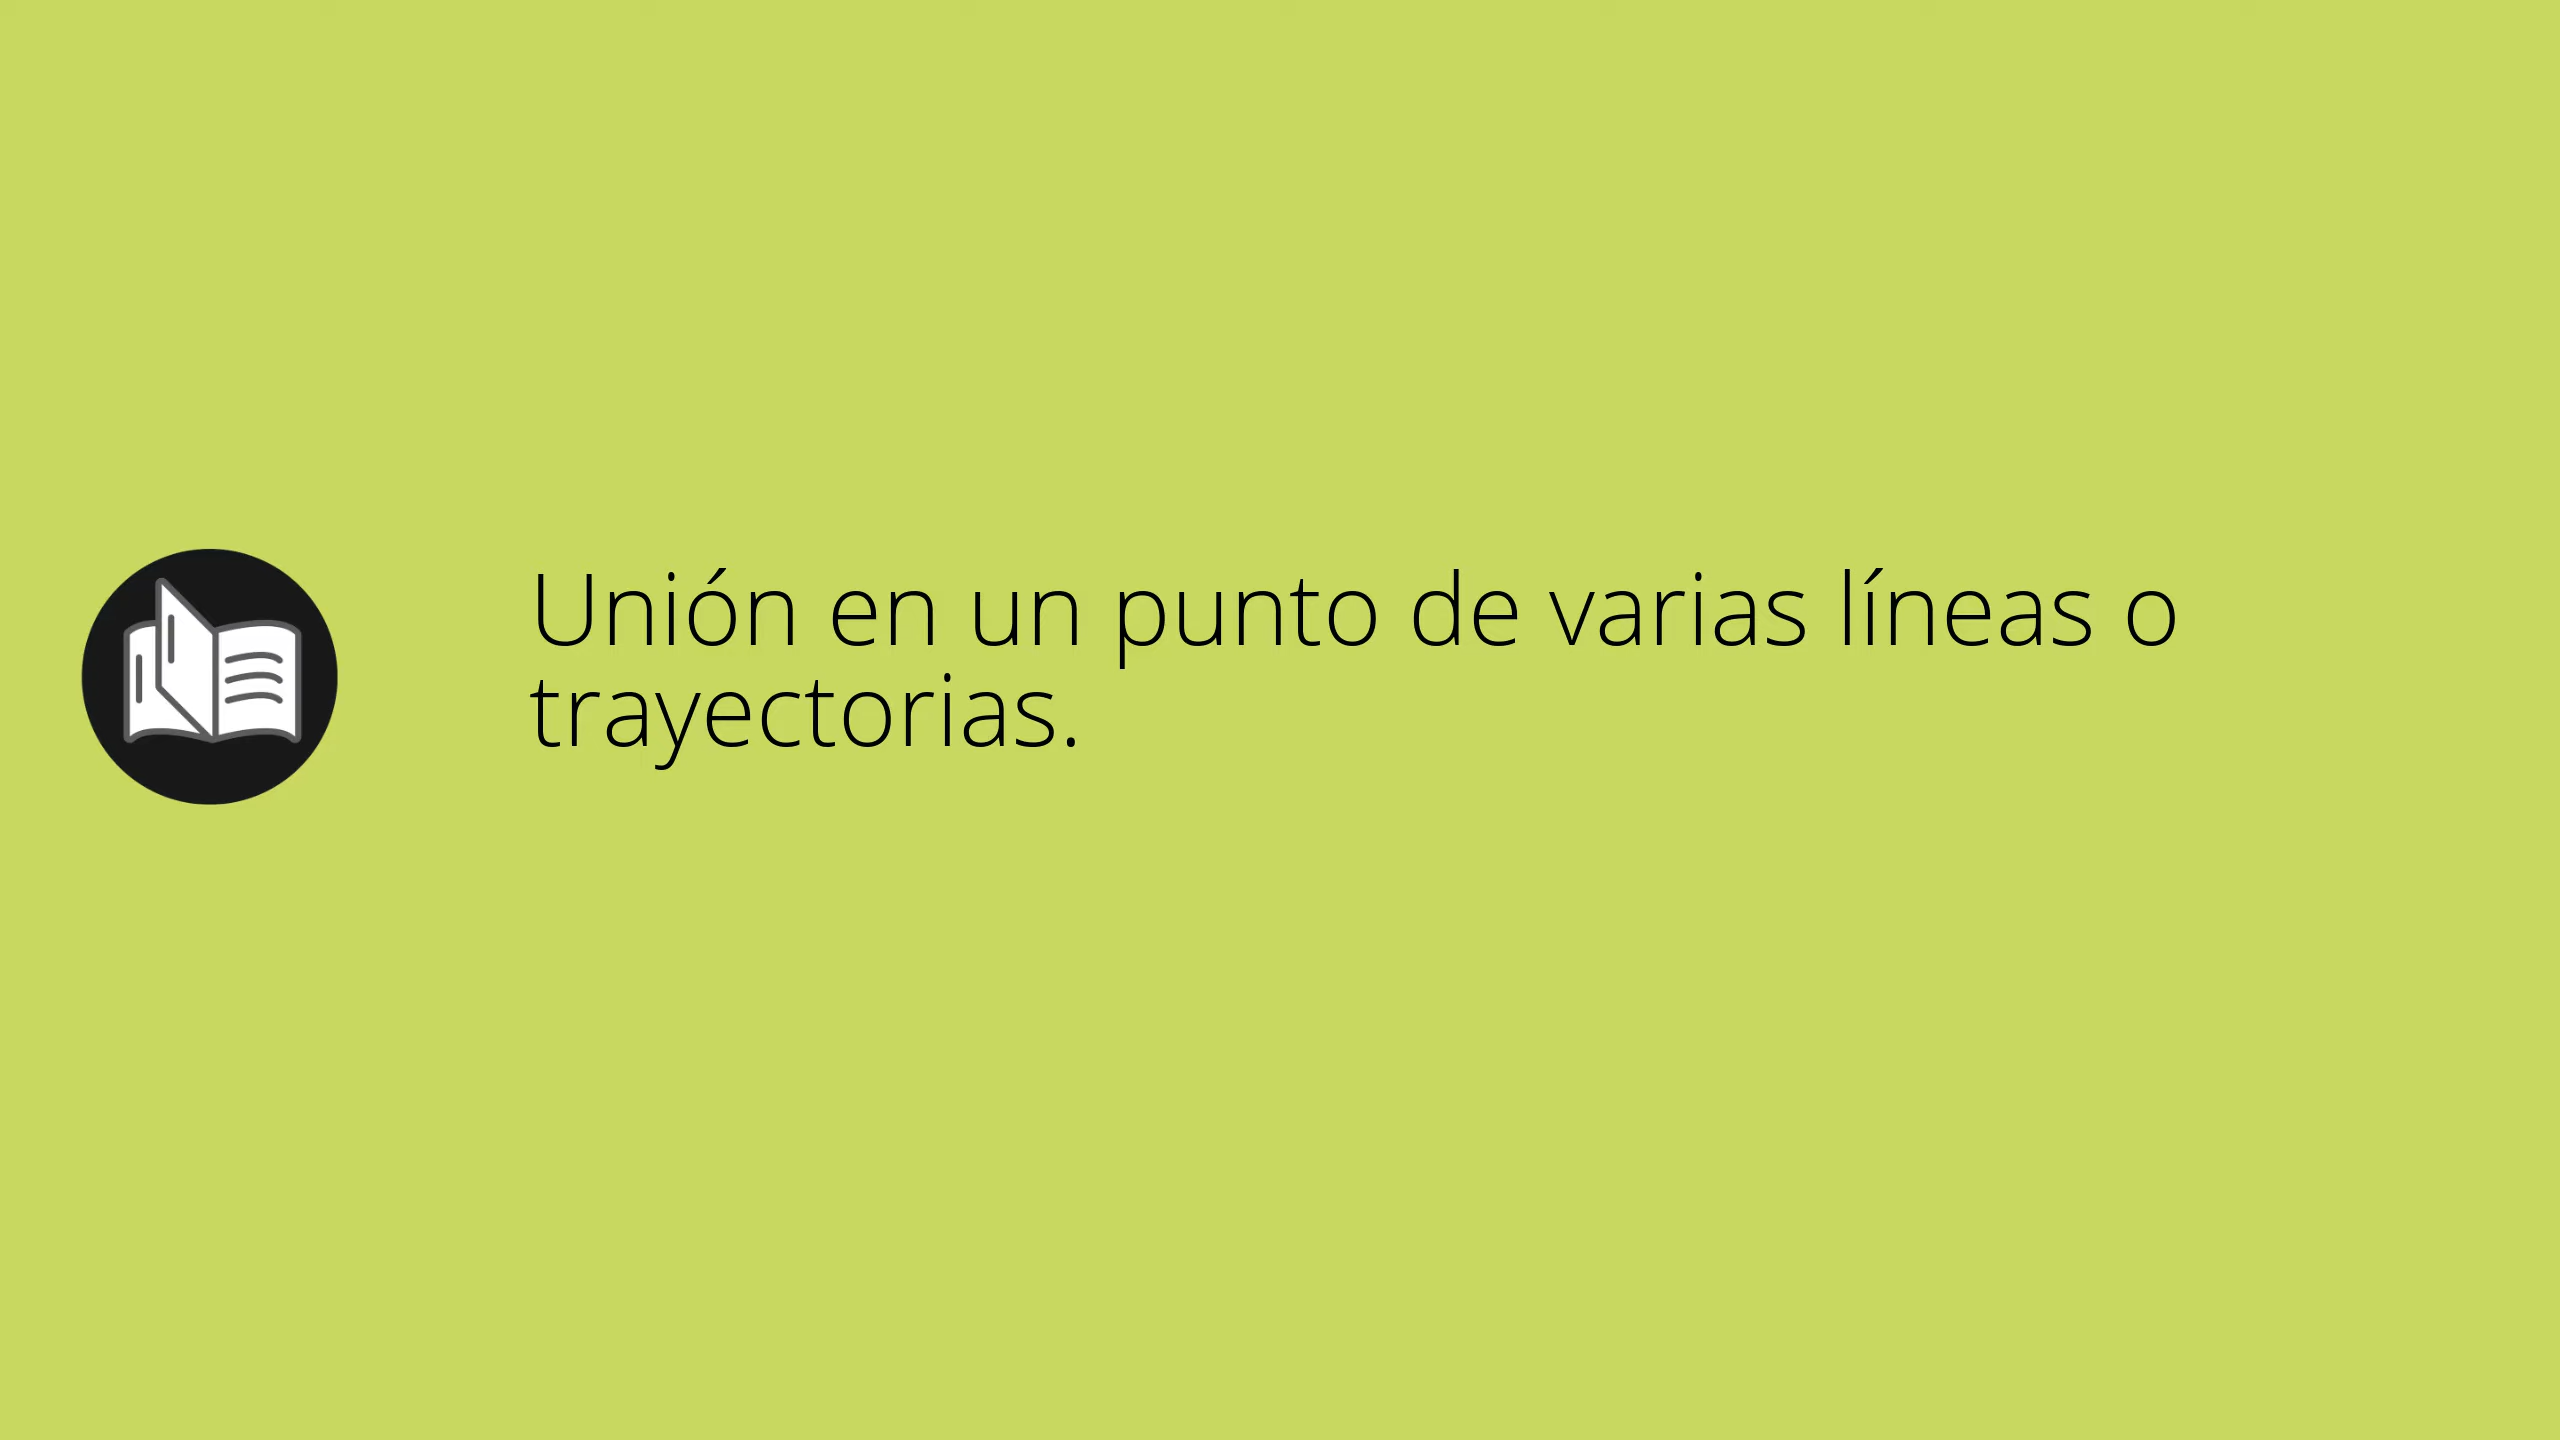 Unión en un punto de varias líneas o
trayectorias.